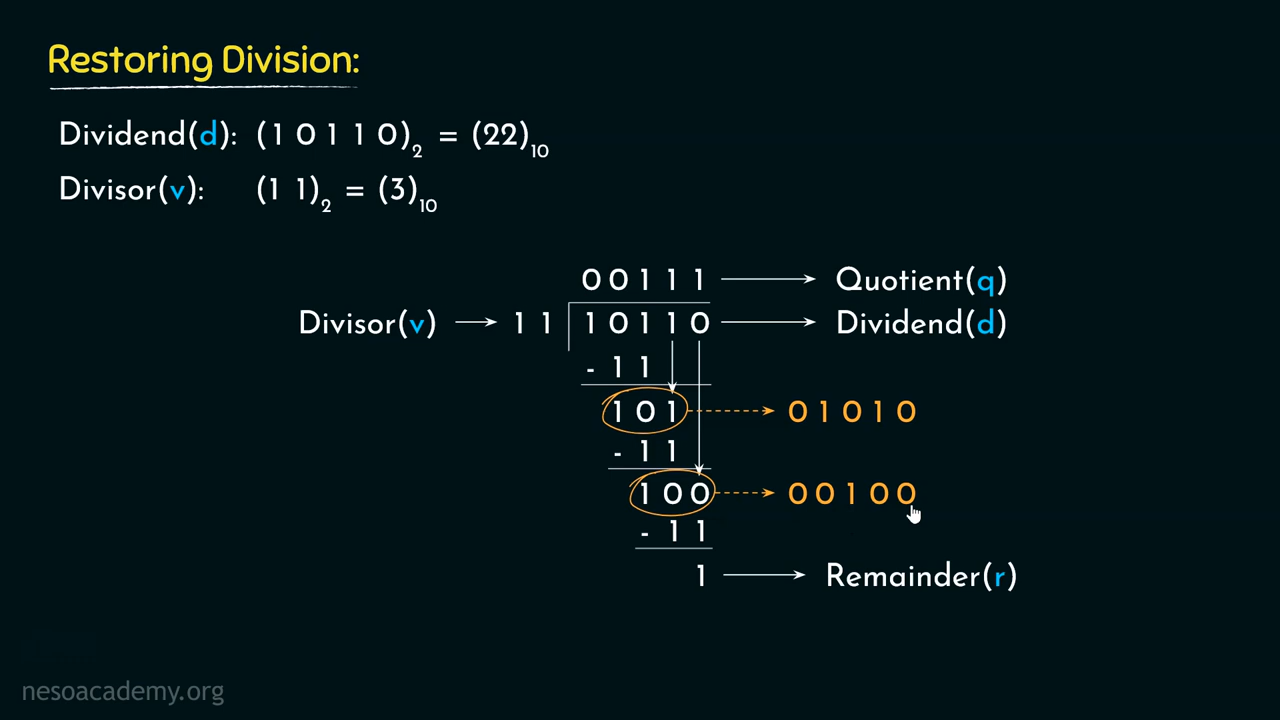 Restoring Division:
Dividend(d): (1 0 1 1 0)2 = (22)10
Divisor(v): (1 1)2 = (3)10
0 0 1 1 1 Quotient(q)
Divisor(v) 1 1 1 0 1 1 0 Dividend(d)
- 1 1
1 0 1 0 1 0 1 0
- 1 1
1 0 0 0 0 1 0 0
- 1 1
1 Remainder(r)
nesoacademy.org